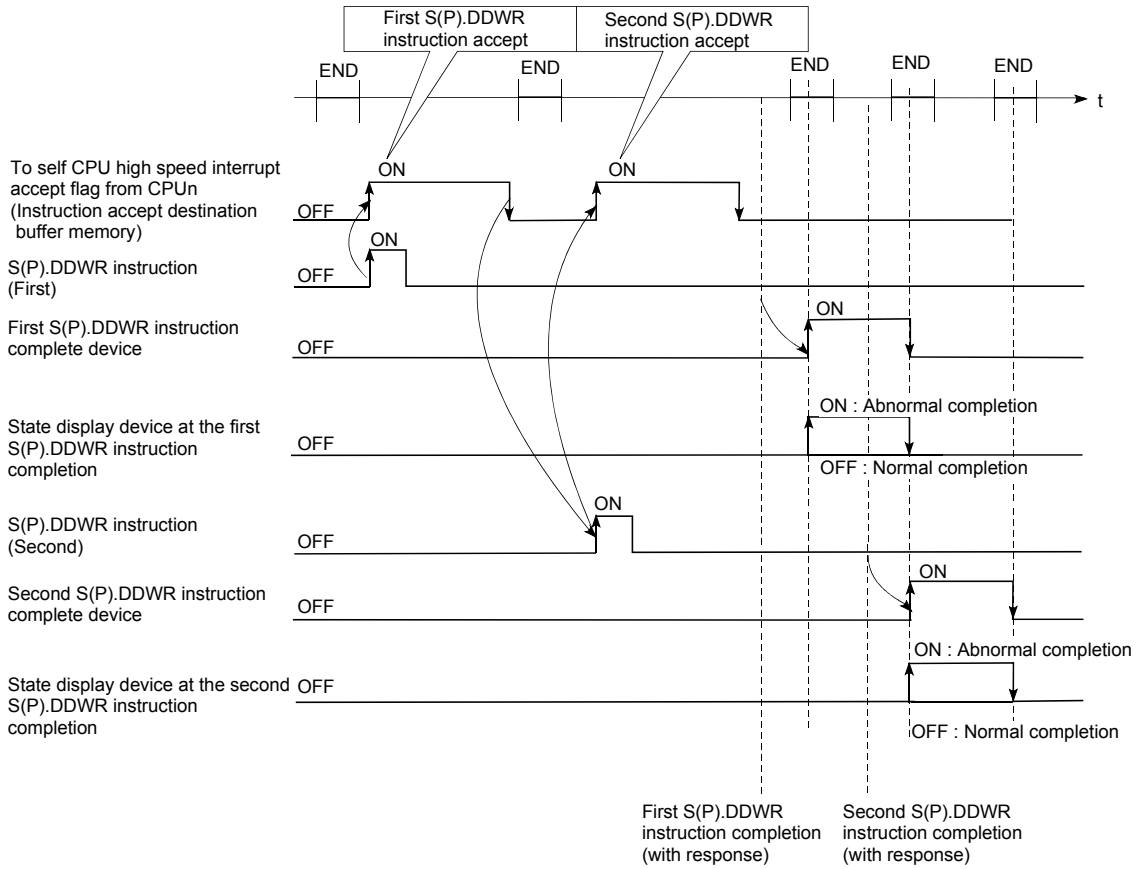 First S(P).DDWR
instruction accept
Second S(P).DDWR
instruction accept
END
END
END
END
END
t
To self CPU high speed interrupt
accept flag from CPUn
(Instruction accept destination
buffer memory)
OFF
ON
ON
S(P).DDWR instruction
(First)
OFF
ON
First S(P).DDWR instruction
complete device
OFF
ON
State display device at the first
S(P).DDWR instruction
completion
OFF
ON : Abnormal completion
OFF : Normal completion
S(P).DDWR instruction
(Second)
OFF
ON
Second S(P).DDWR instruction
complete device
OFF
ON
State display device at the second
S(P).DDWR instruction
completion
OFF
ON : Abnormal completion
OFF : Normal completion
First S(P).DDWR
instruction completion
(with response)
Second S(P).DDWR
instruction completion
(with response)